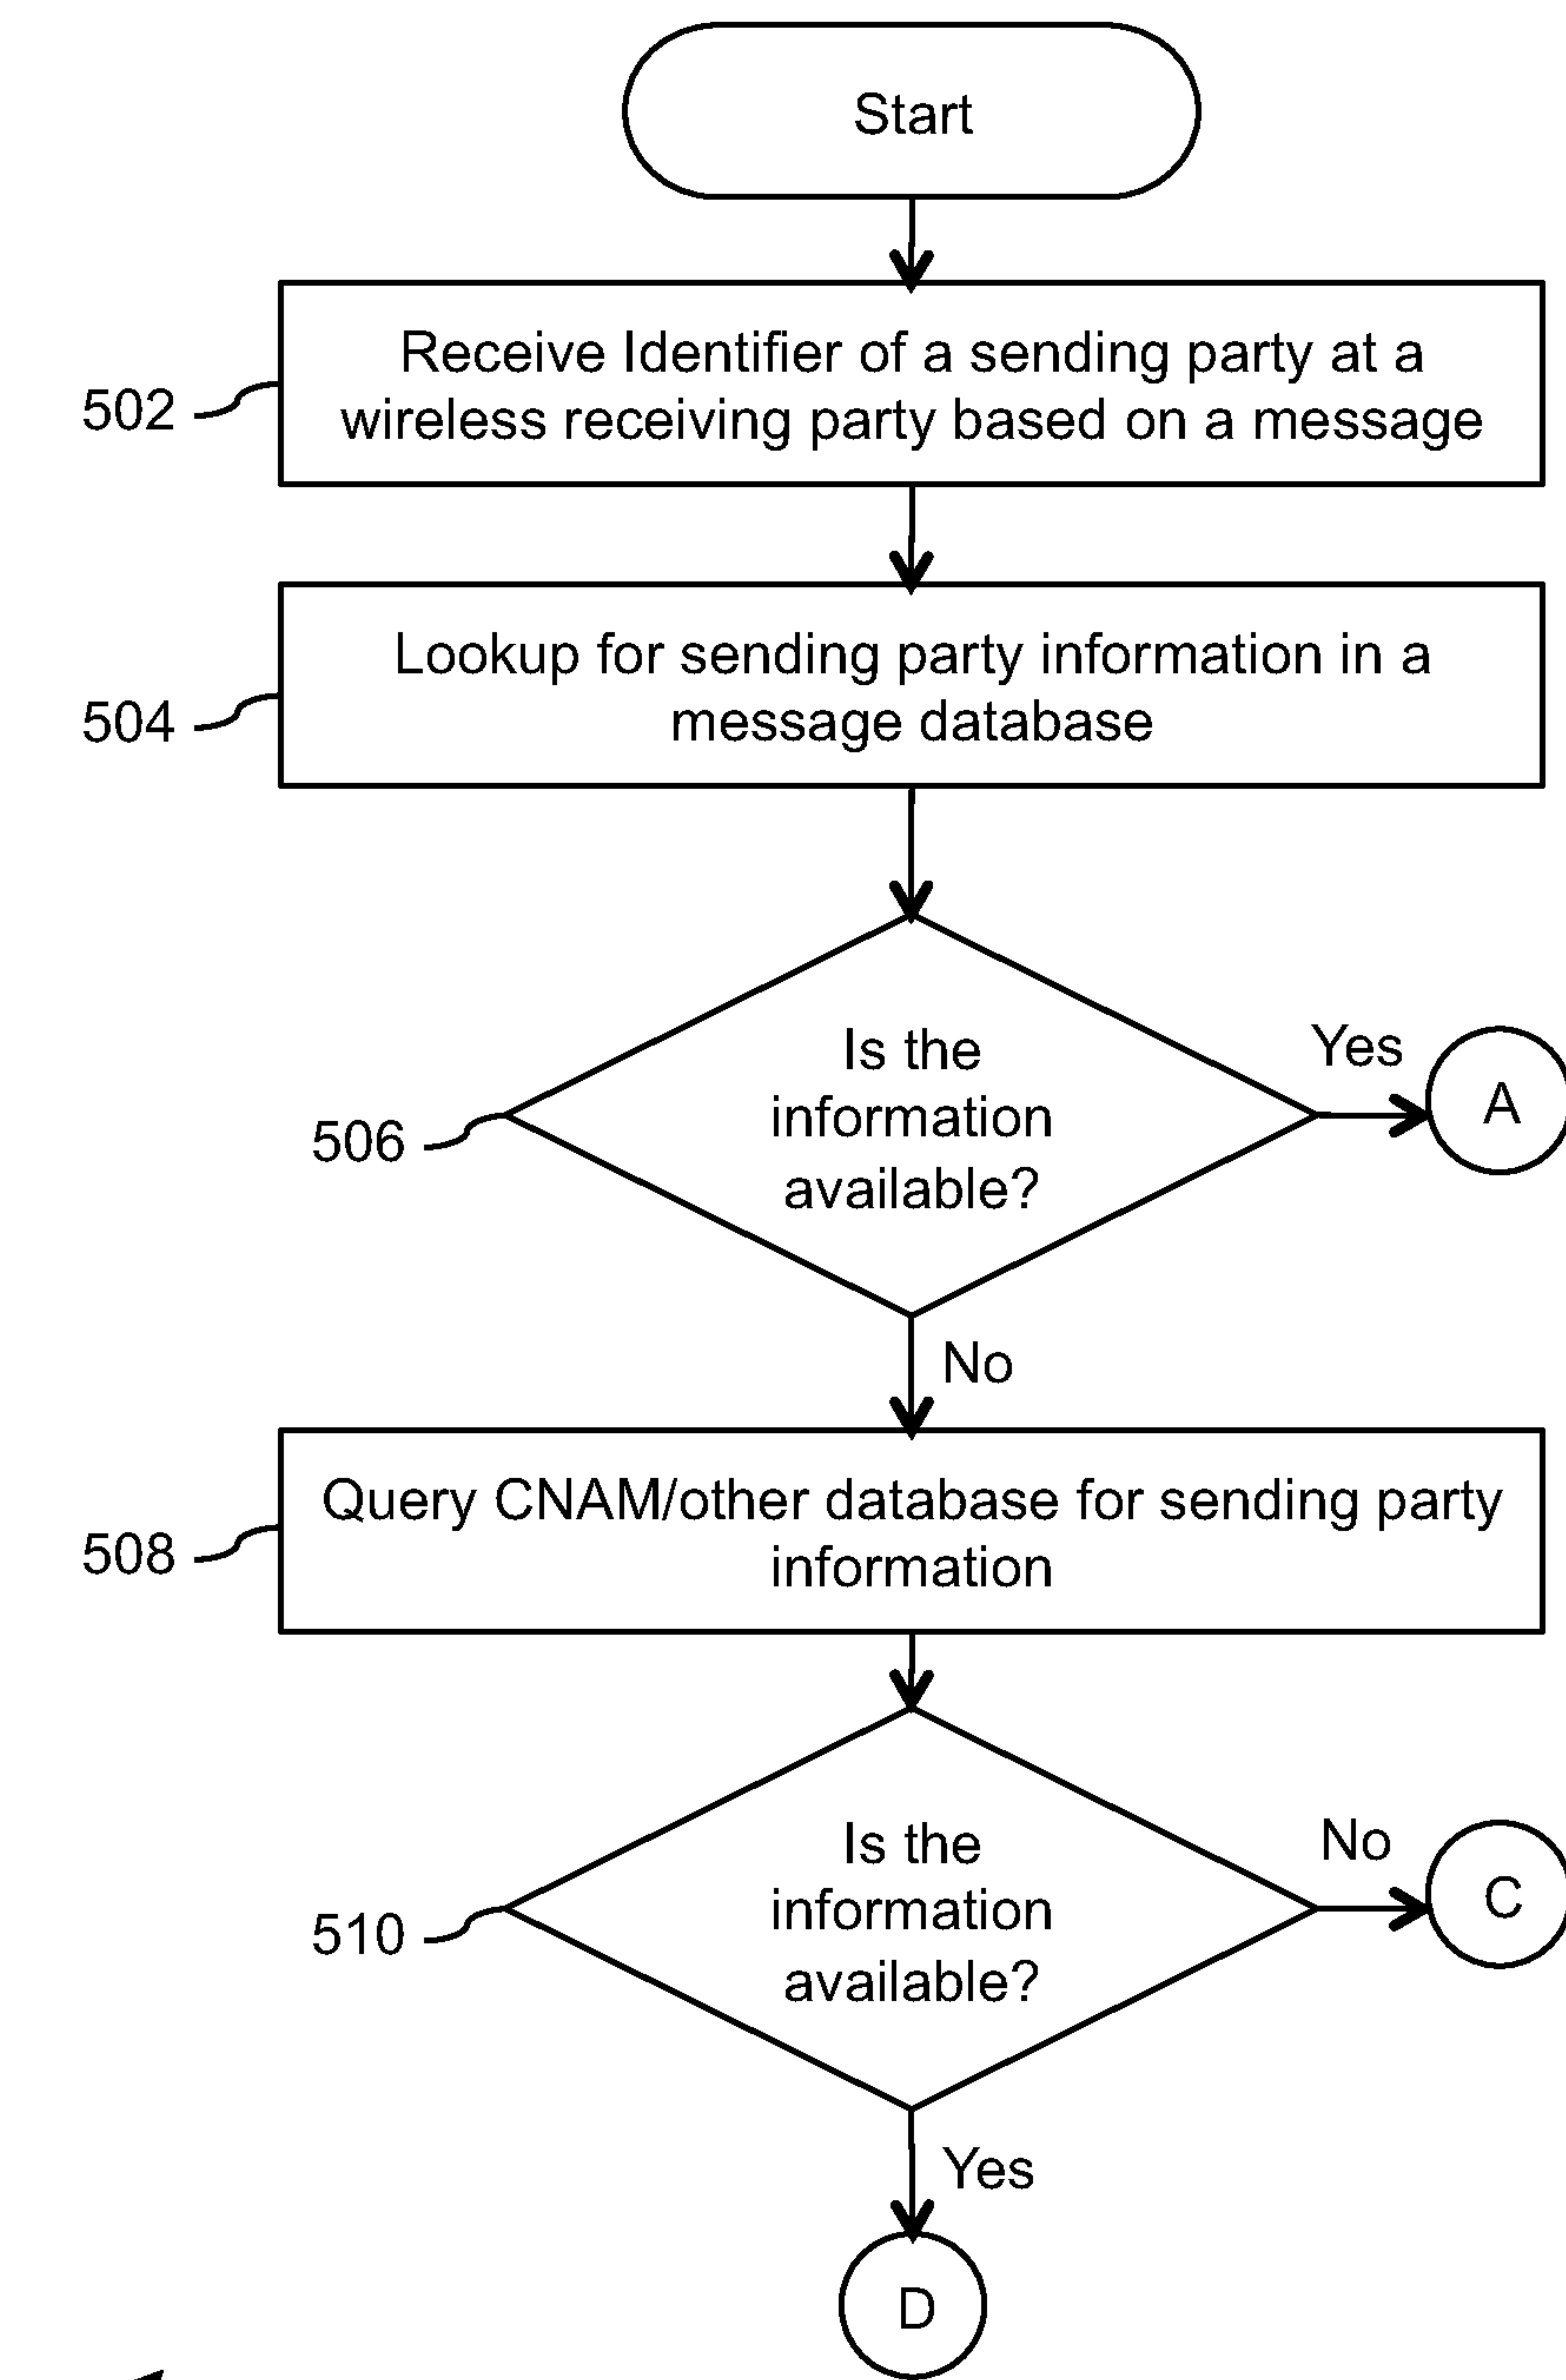 Start
502
Receive Identifier of a sending party at a
wireless receiving party based on a message
504
Lookup for sending party information in a
message database
506
Is the
information
available?
Yes
A
No
508
Query CNAM/other database for sending party
information
510
Is the
information
available?
No
C
Yes
D